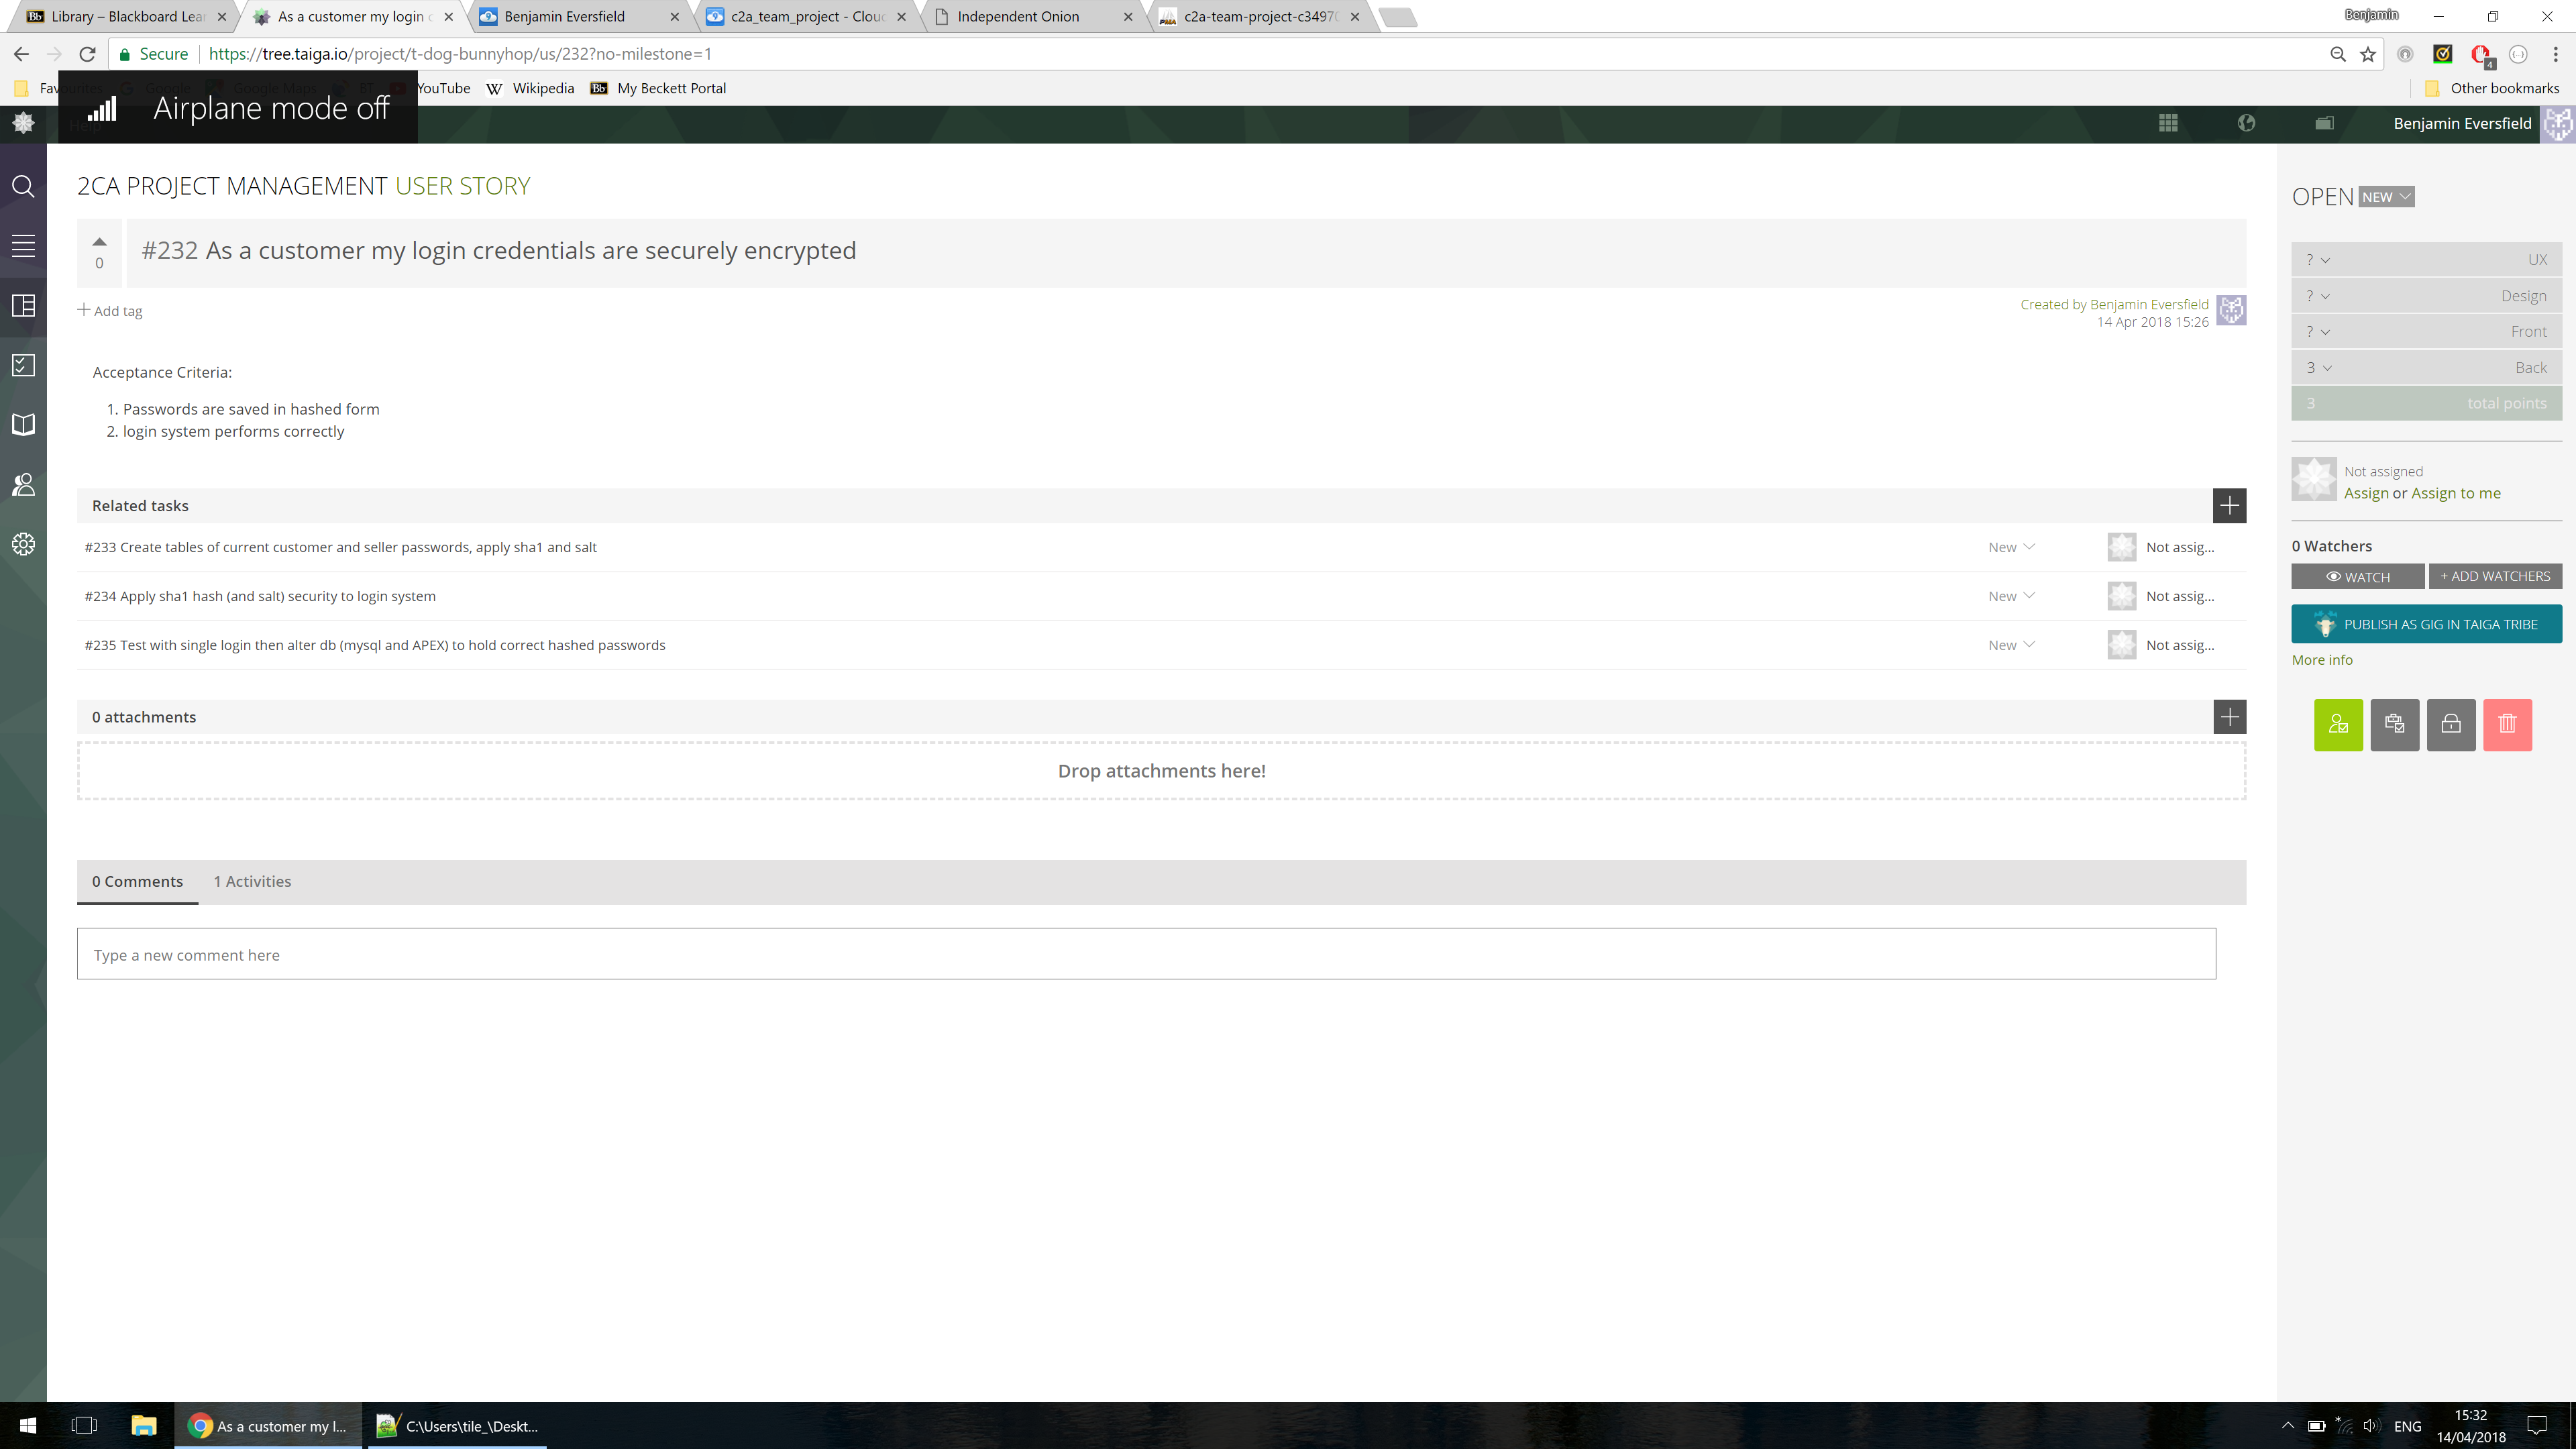 Library – Blackboard Lea
As a customer my login c
Benjamin Eversfield
c2a_team_project - Clou
Independent Onion
c2a-team-project-c3497
Benjamin
Secure
https://tree.taiga.io/project/t-dog-bunnyhop/us/232?no-milestone=1
Favourites
Google
Google Maps
BT
YouTube
Wikipedia
My Beckett Portal
Other bookmarks
Airplane mode off
Help
Benjamin Eversfield
2CA PROJECT MANAGEMENT USER STORY
OPEN NEW
0
#232 As a customer my login credentials are securely encrypted
? UX
? Design
? Front
3 Back
3 total points
Add tag
Created by Benjamin Eversfield
14 Apr 2018 15:26
Acceptance Criteria:
1. Passwords are saved in hashed form
2. login system performs correctly
Not assigned
Assign or Assign to me
Related tasks
#233 Create tables of current customer and seller passwords, apply sha1 and salt
New
Not assig...
#234 Apply sha1 hash (and salt) security to login system
New
Not assig...
#235 Test with single login then alter db (mysql and APEX) to hold correct hashed passwords
New
Not assig...
0 Watchers
WATCH
+ ADD WATCHERS
PUBLISH AS GIG IN TAIGA TRIBE
More info
0 attachments
Drop attachments here!
0 Comments
1 Activities
Type a new comment here
As a customer my l...
C:\Users\tile_\Deskt...
ENG
15:32
14/04/2018
4